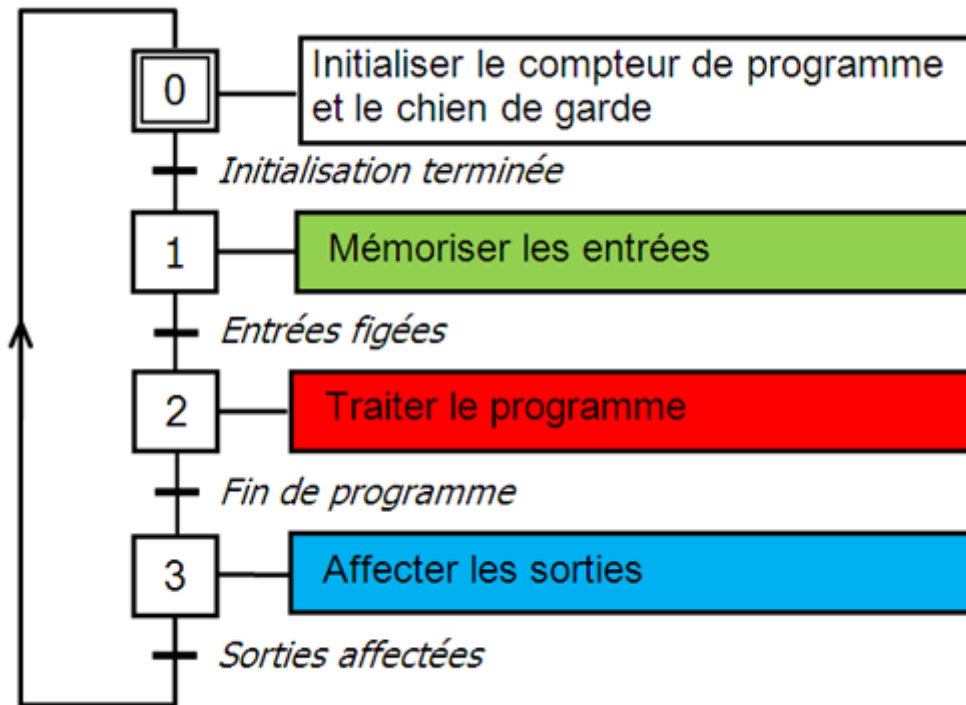 0
Initialiser le compteur de programme
et le chien de garde
Initialisation terminée
1
Mémoriser les entrées
Entrées figées
2
Traiter le programme
Fin de programme
3
Affecter les sorties
Sorties affectées